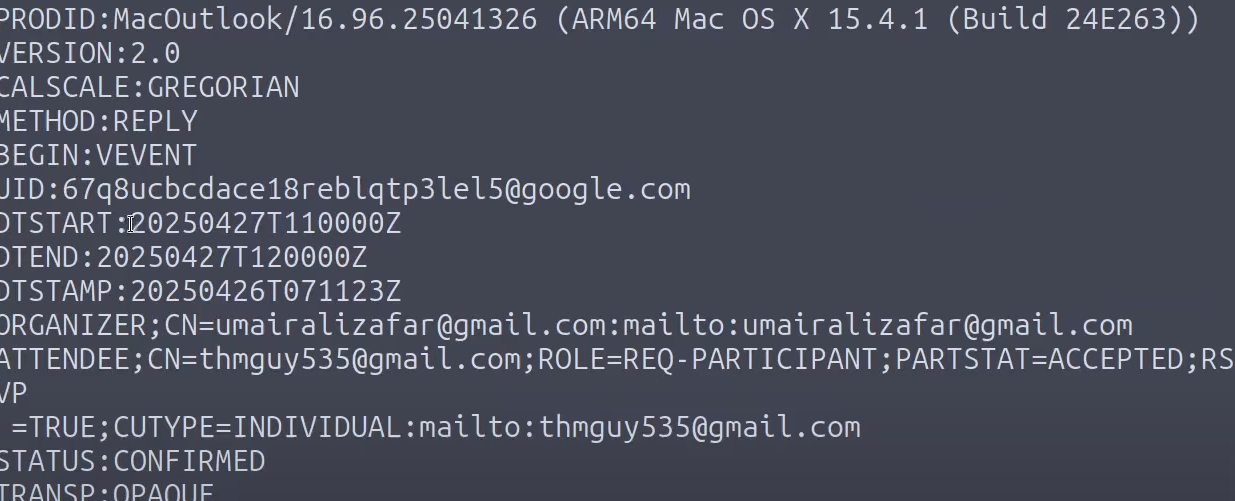 PRODID:MacOutlook/16.96.25041326 (ARM64 Mac OS X 15.4.1 (Build 24E263))
VERSION:2.0
CALSCALE:GREGORIAN
METHOD:REPLY
BEGIN:VEVENT
UID:67q8ucbcdace18reblqtp3lel5@google.com
DTSTART:20250427T110000Z
DTEND:20250427T120000Z
DTSTAMP:20250426T071123Z
ORGANIZER;CN=umairalizafar@gmail.com:mailto:umairalizafar@gmail.com
ATTENDEE;CN=thmguy535@gmail.com;ROLE=REQ-PARTICIPANT;PARTSTAT=ACCEPTED;RS
VP
 =TRUE;CUTYPE=INDIVIDUAL:mailto:thmguy535@gmail.com
STATUS:CONFIRMED
TRANSP:OPAQUE